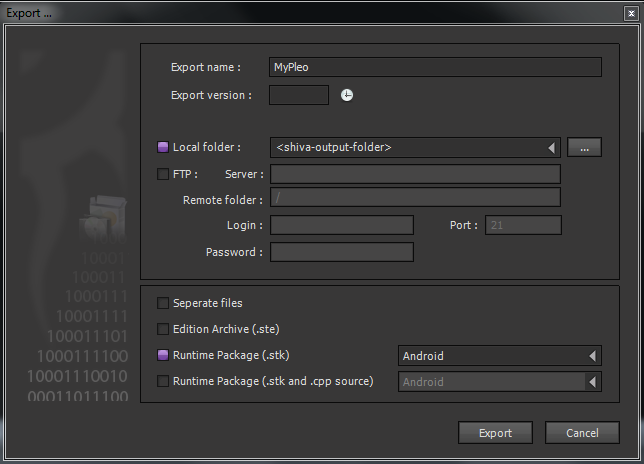 Export ...
Export name : MyPleo
Export version :
Local folder : <shiva-output-folder> ...
FTP : Server :
Remote folder : /
Login : Port : 21
Password :
Seperate files
Edition Archive (.ste)
Runtime Package (.stk) Android
Runtime Package (.stk and .cpp source) Android
10001
100011
1000111
10001111
100011101
1000111100
10001110010
00011011100
Export Cancel